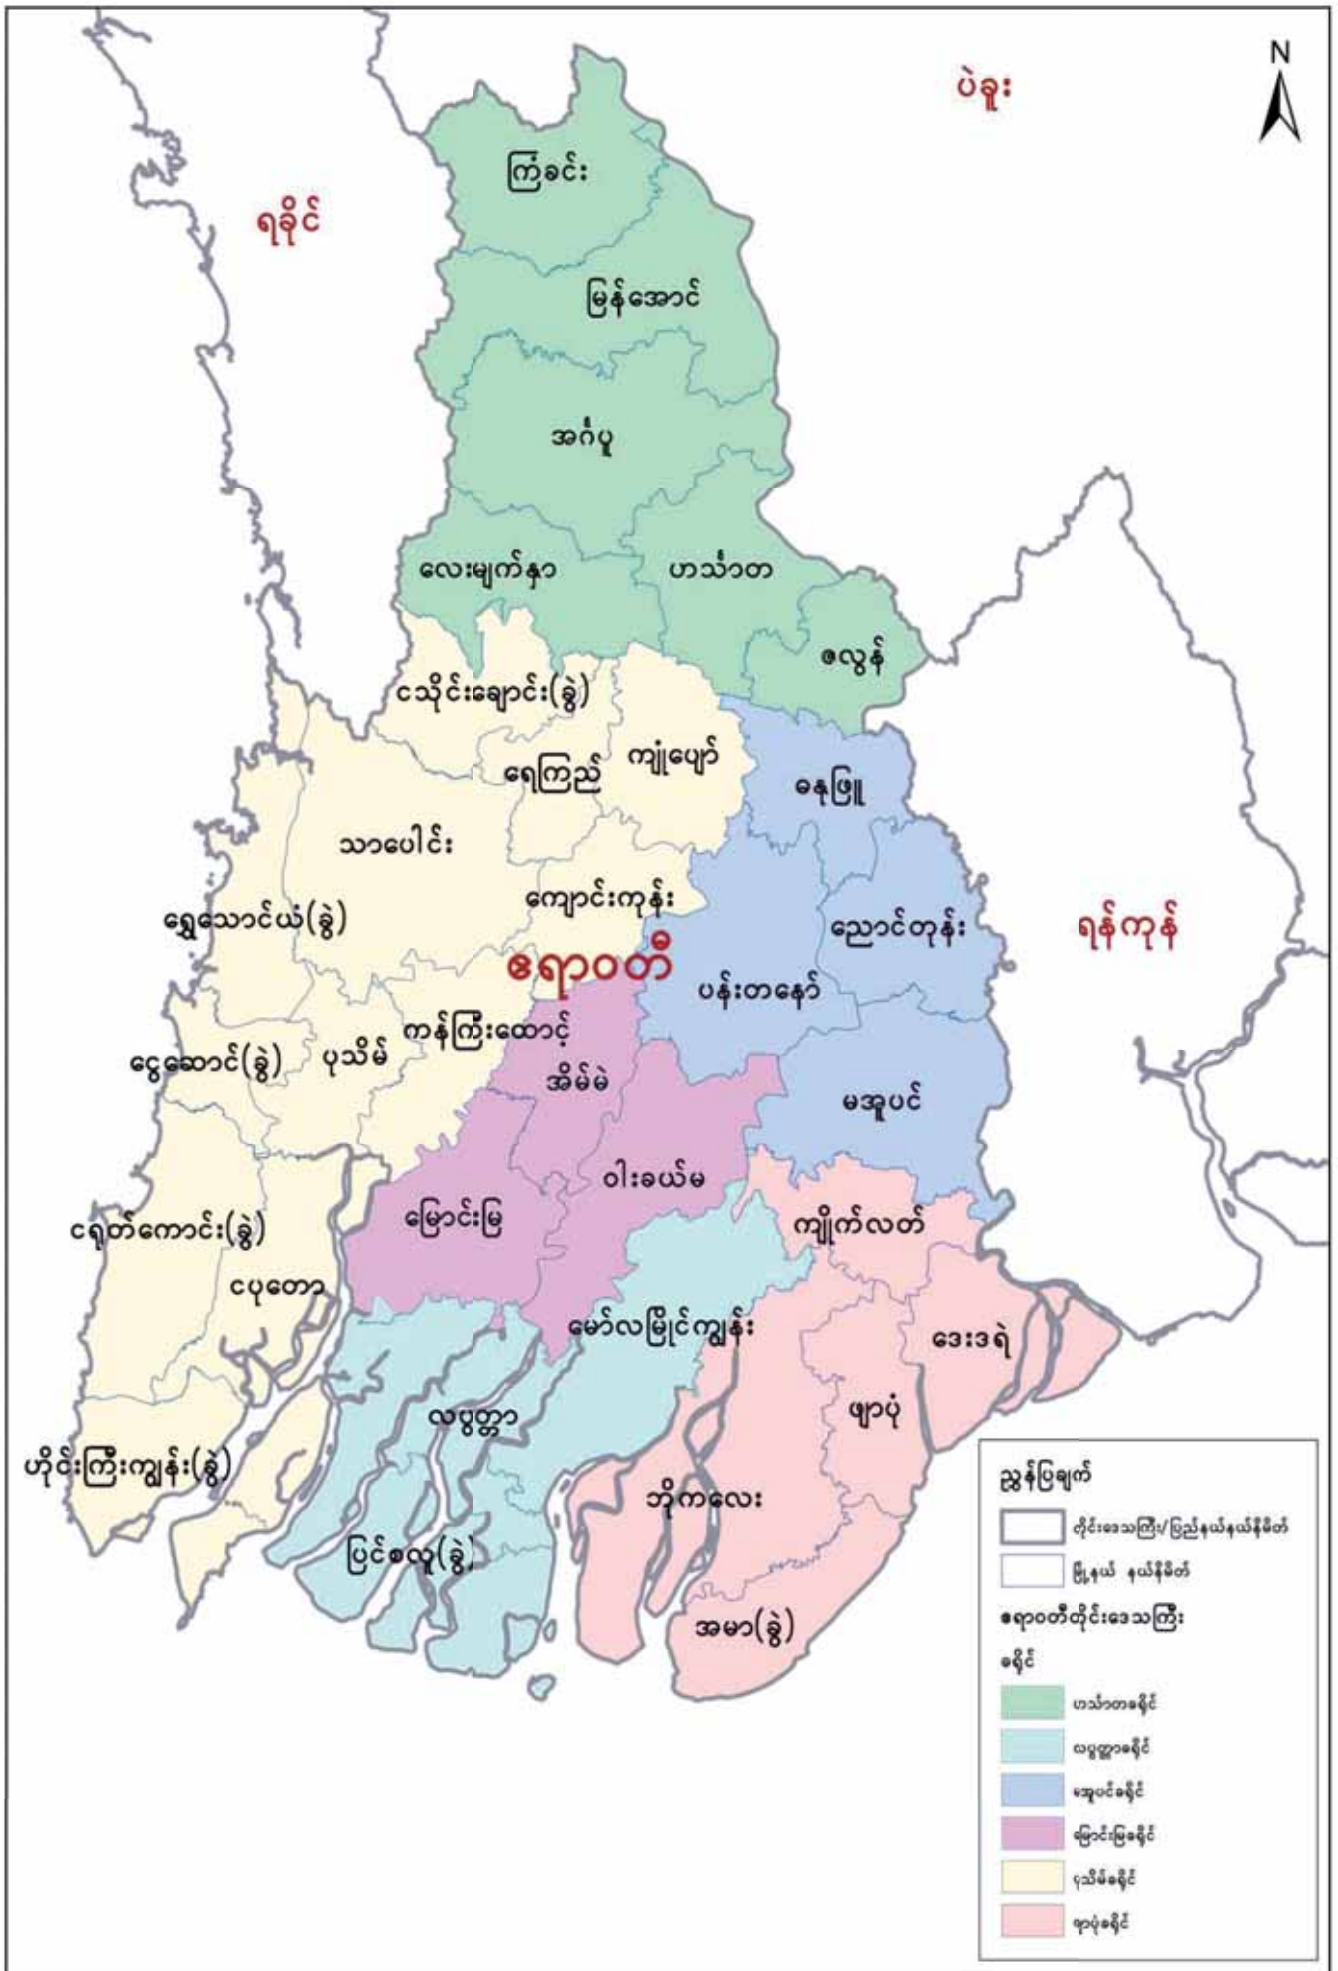 N
ပဲခူး
ကြံခင်း
ရခိုင်
မြန်အောင်
အင်္ဂပူ
လေးမျက်နှာ
ဟင်္သာတ
ဇလွန်
ငသိုင်းချောင်း(ခွဲ)
ရေကြည်
ကျုံပျော်
ဓနုဖြူ
သာပေါင်း
ကျောင်းကုန်း
ရွှေသောင်ယံ(ခွဲ)
ညောင်တုန်း
ရန်ကုန်
ဧရာဝတီ
ပန်းတနော်
ကန်ကြီးထောင့်
ငွေဆောင်(ခွဲ)
ပုသိမ်
အိမ်မဲ
မအူပင်
ဝါးခယ်မ
မြောင်းမြ
ကျိုက်လတ်
ငရုတ်ကောင်း(ခွဲ)
ငပုတော
မော်လမြိုင်ကျွန်း
ဒေးဒရဲ
လပွတ္တာ
ဖျာပုံ
ဟိုင်းကြီးကျွန်း(ခွဲ)
ဘိုကလေး
ပြင်စလူ(ခွဲ)
အမာ(ခွဲ)
ညွှန်ပြချက်
တိုင်းဒေသကြီး/ပြည်နယ်နယ်နိမိတ်
မြို့နယ် နယ်နိမိတ်
ဧရာဝတီတိုင်းဒေသကြီး
ခရိုင်
ဟင်္သာတခရိုင်
လပွတ္တာခရိုင်
မအူပင်ခရိုင်
မြောင်းမြခရိုင်
ပုသိမ်ခရိုင်
ဖျာပုံခရိုင်